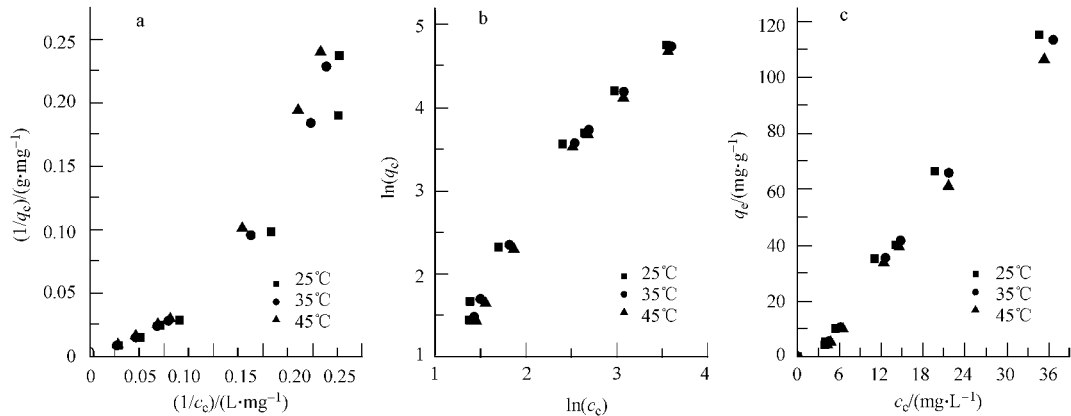 a
0.25
0.20
0.15
0.10
0.05
0
(1/qₑ)/(g·mg⁻¹)
25℃
35℃
45℃
0 0.05 0.10 0.15 0.20 0.25
(1/cₑ)/(L·mg⁻¹)
b
5
4
3
2
1
ln(qₑ)
25℃
35℃
45℃
1 2 3 4
ln(cₑ)
c
120
100
80
60
40
20
0
qₑ/(mg·g⁻¹)
25℃
35℃
45℃
0 6 12 18 24 30 36
cₑ/(mg·L⁻¹)